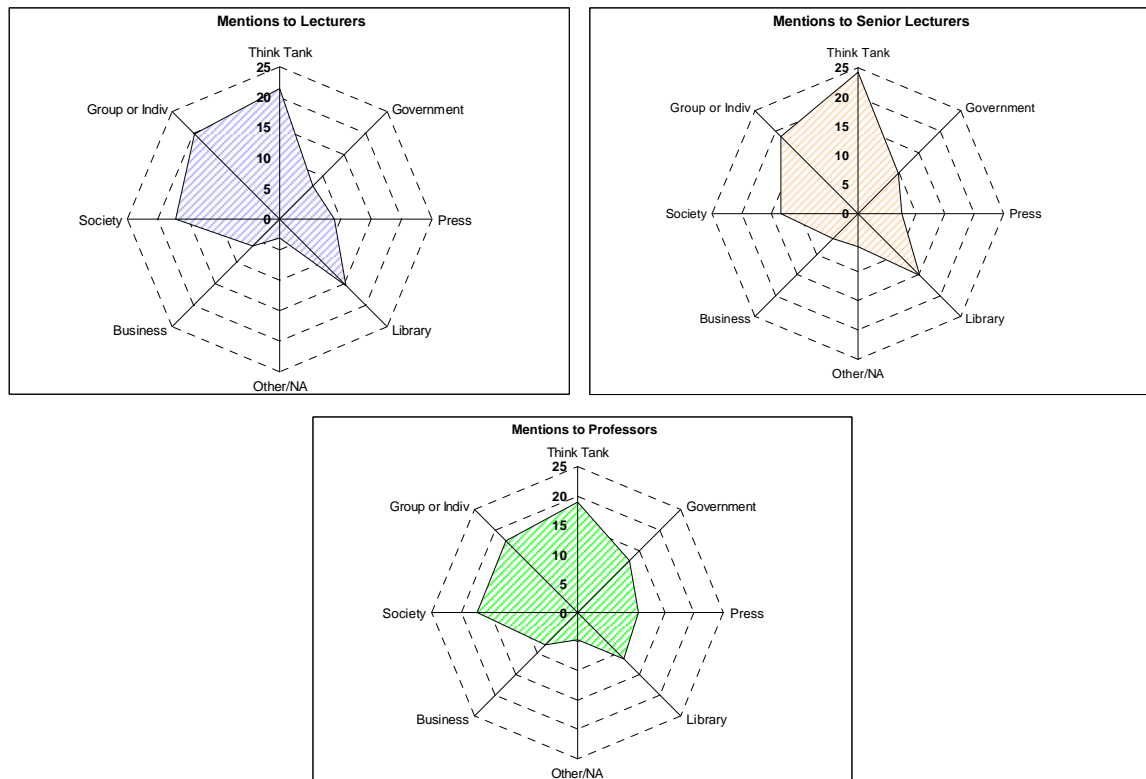 Mentions to Lecturers
Think Tank
25
20
15
10
5
0
Government
Press
Library
Other/NA
Business
Society
Group or Indiv
Mentions to Senior Lecturers
Think Tank
25
20
15
10
5
0
Government
Press
Library
Other/NA
Business
Society
Group or Indiv
Mentions to Professors
Think Tank
25
20
15
10
5
0
Government
Press
Library
Other/NA
Business
Society
Group or Indiv